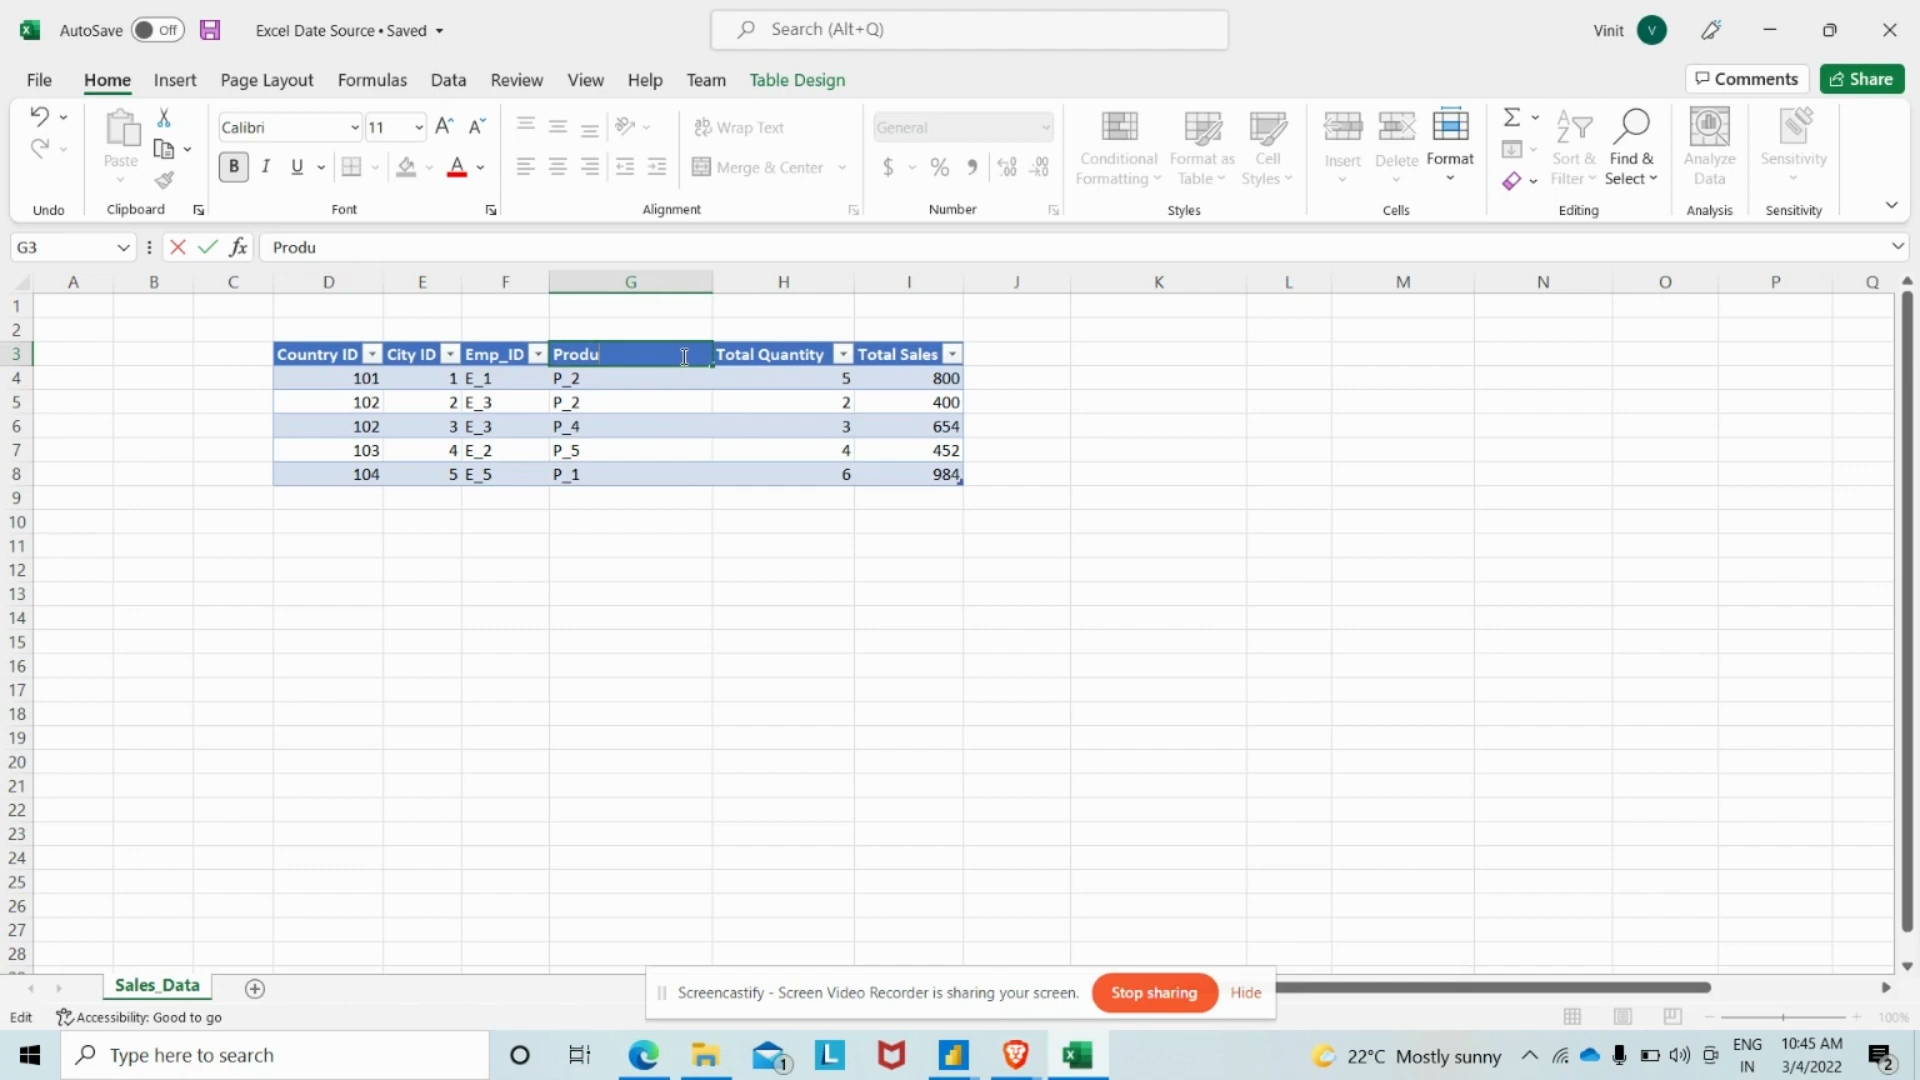 AutoSave Off Excel Date Source • Saved Search (Alt+Q) Vinit V
File Home Insert Page Layout Formulas Data Review View Help Team Table Design Comments Share
Calibri 11 Wrap Text General
Paste B I U A Merge & Center $ % Conditional Formatting Format as Table Cell Styles Insert Delete Format Sort & Filter Find & Select Analyze Data Sensitivity
Undo Clipboard Font Alignment Number Styles Cells Editing Analysis Sensitivity
G3 fx Produ
A B C D E F G H I J K L M N O P Q
1
2
3 Country ID City ID Emp_ID Produ Total Quantity Total Sales
4 101 1 E_1 P_2 5 800
5 102 2 E_3 P_2 2 400
6 102 3 E_3 P_4 3 654
7 103 4 E_2 P_5 4 452
8 104 5 E_5 P_1 6 984
9
10
11
12
13
14
15
16
17
18
19
20
21
22
23
24
25
26
27
28
Sales_Data Screencastify - Screen Video Recorder is sharing your screen. Stop sharing Hide
Edit Accessibility: Good to go 100%
Type here to search 1 L 22°C Mostly sunny ENG IN 10:45 AM 3/4/2022 2